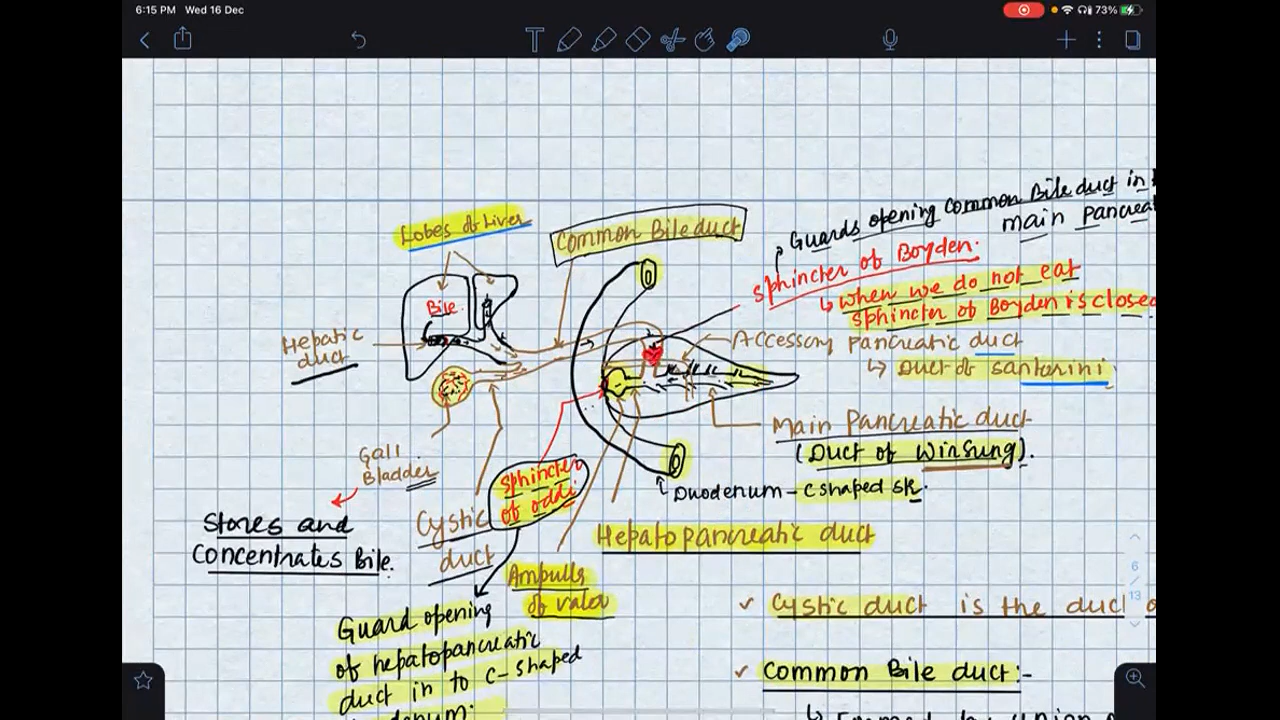 6:15 PM Wed 16 Dec
73%
Lobes of Liver
Common Bile duct
Guards opening Common Bile duct in
main Pancrea
Sphincter of Boyden.
when we do not eat
sphincter of Boyden is closed
Bile
Hepatic
duct
Accessory pancreatic duct
Duct of santorini
Main Pancreatic duct
(Duct of Winsung).
Gall
Bladder
Sphincter
of oddi
Duodenum - C shaped
Stores and
Concentrates Bile.
Cystic
duct
Hepatopancreatic duct
Ampulls
of vater
6
/
13
Cystic duct is the duct
Guard opening
of hepatopancreatic
duct in to C-shaped
Common Bile duct:-